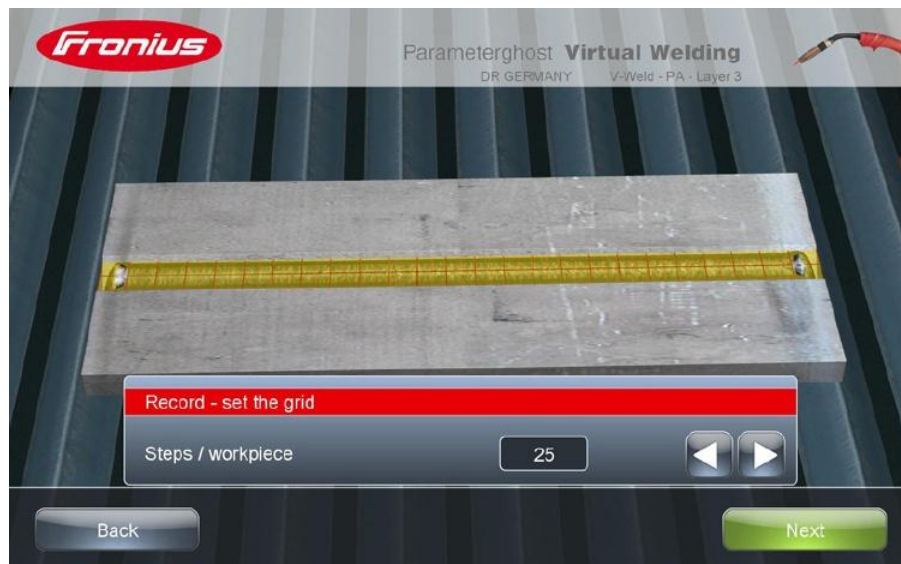 Fronius
Parameterghost Virtual Welding
DR GERMANY V-Weld - PA - Layer 3
Record - set the grid
Steps / workpiece 25
Back Next